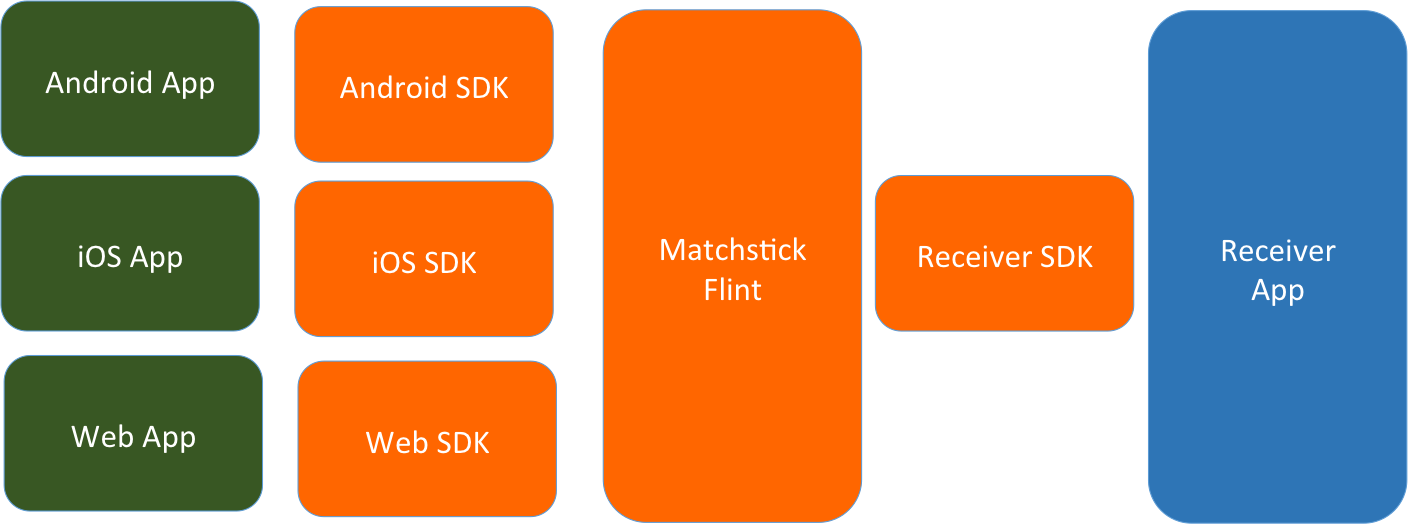 Android App
Android SDK
iOS App
iOS SDK
Web App
Web SDK
Matchstick
Flint
Receiver SDK
Receiver
App